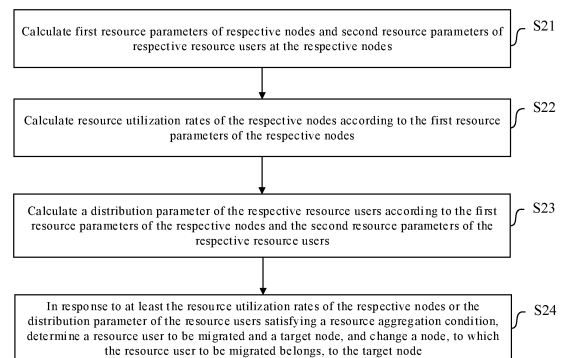 Calculate first resource parameters of respective nodes and second resource parameters of
respective resource users at the respective nodes
S21
Calculate resource utilization rates of the respective nodes according to the first resource
parameters of the respective nodes
S22
Calculate a distribution parameter of the respective resource users according to the first
resource parameters of the respective nodes and the second resource parameters of the
respective resource users
S23
In response to at least the resource utilization rates of the respective nodes or the
distribution parameter of the resource users satisfying a resource aggregation condition,
determine a resource user to be migrated and a target node, and change a node, to which
the resource user to be migrated belongs, to the target node
S24